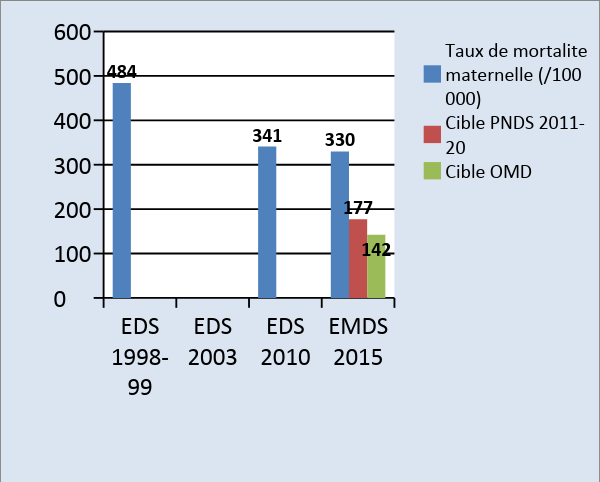 600
500
400
300
200
100
0
484
341
330
177
142
EDS
1998-
99
EDS
2003
EDS
2010
EMDS
2015
Taux de mortalite
maternelle (/100
000)
Cible PNDS 2011-
20
Cible OMD